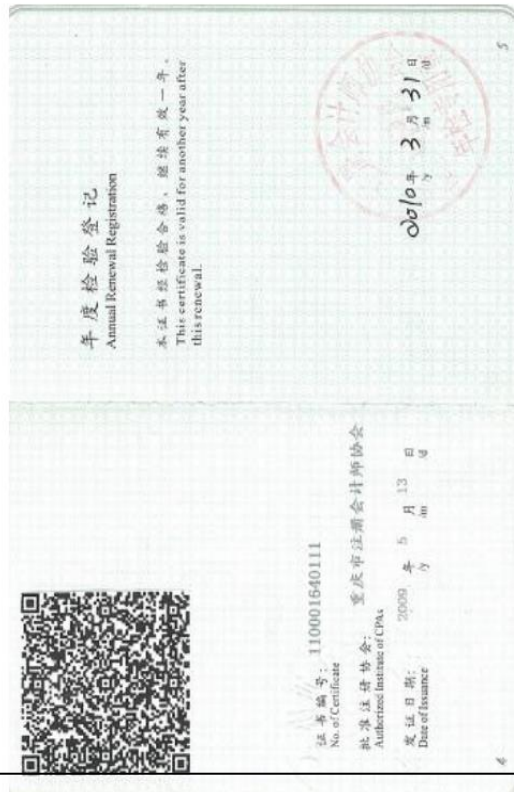 年度检验登记
Annual Renewal Registration
本证书经检验合格，继续有效一年。
This certificate is valid for another year after
this renewal.
2010年 3 月 31 日
/y /m /d
5
证书编号： 110001640111
No. of Certificate
批准注册协会： 重庆市注册会计师协会
Authorized Institute of CPAs
发证日期： 2009 年 5 月 13 日
Date of Issuance /y /m /d
4